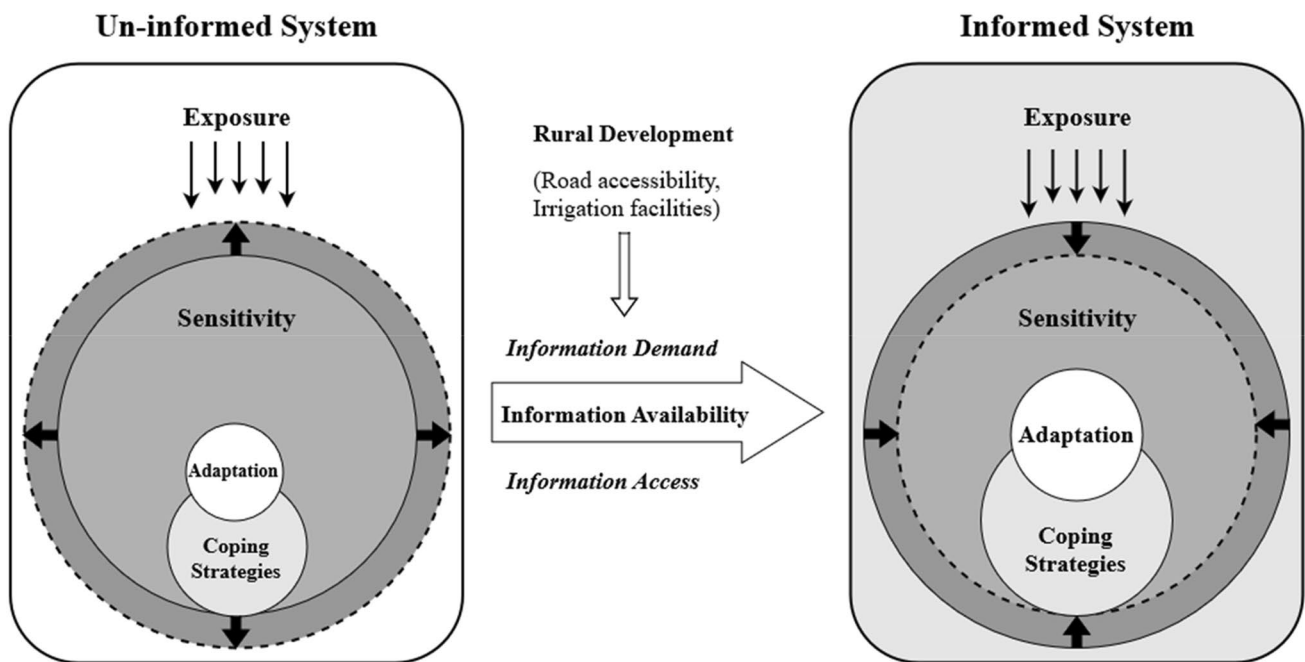 Un-informed System
Exposure
Sensitivity
Adaptation
Coping
Strategies
Rural Development
(Road accessibility,
Irrigation facilities)
Information Demand
Information Availability
Information Access
Informed System
Exposure
Sensitivity
Adaptation
Coping
Strategies